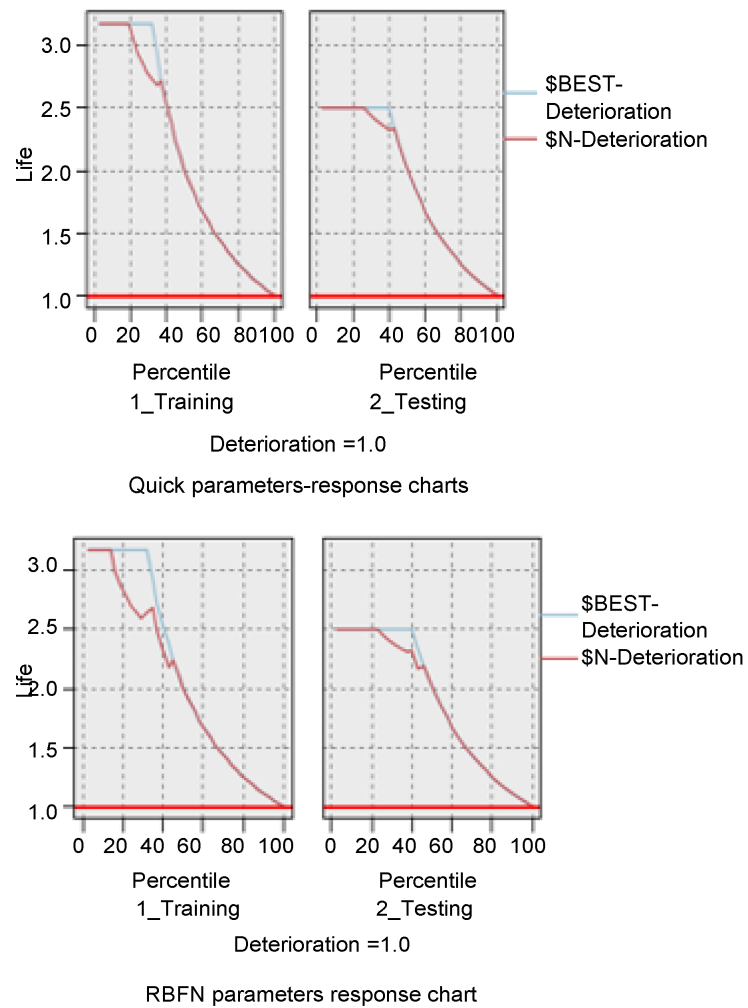 3.0
2.5
2.0
1.5
1.0
Life
0 20 40 60 80100
0 20 40 60 80100
Percentile
Percentile
1_Training
2_Testing
$BEST-
Deterioration
$N-Deterioration
Deterioration =1.0
Quick parameters-response charts
3.0
2.5
2.0
1.5
1.0
Life
0 20 40 60 80 100
0 20 40 60 80 100
Percentile
Percentile
1_Training
2_Testing
$BEST-
Deterioration
$N-Deterioration
Deterioration =1.0
RBFN parameters response chart